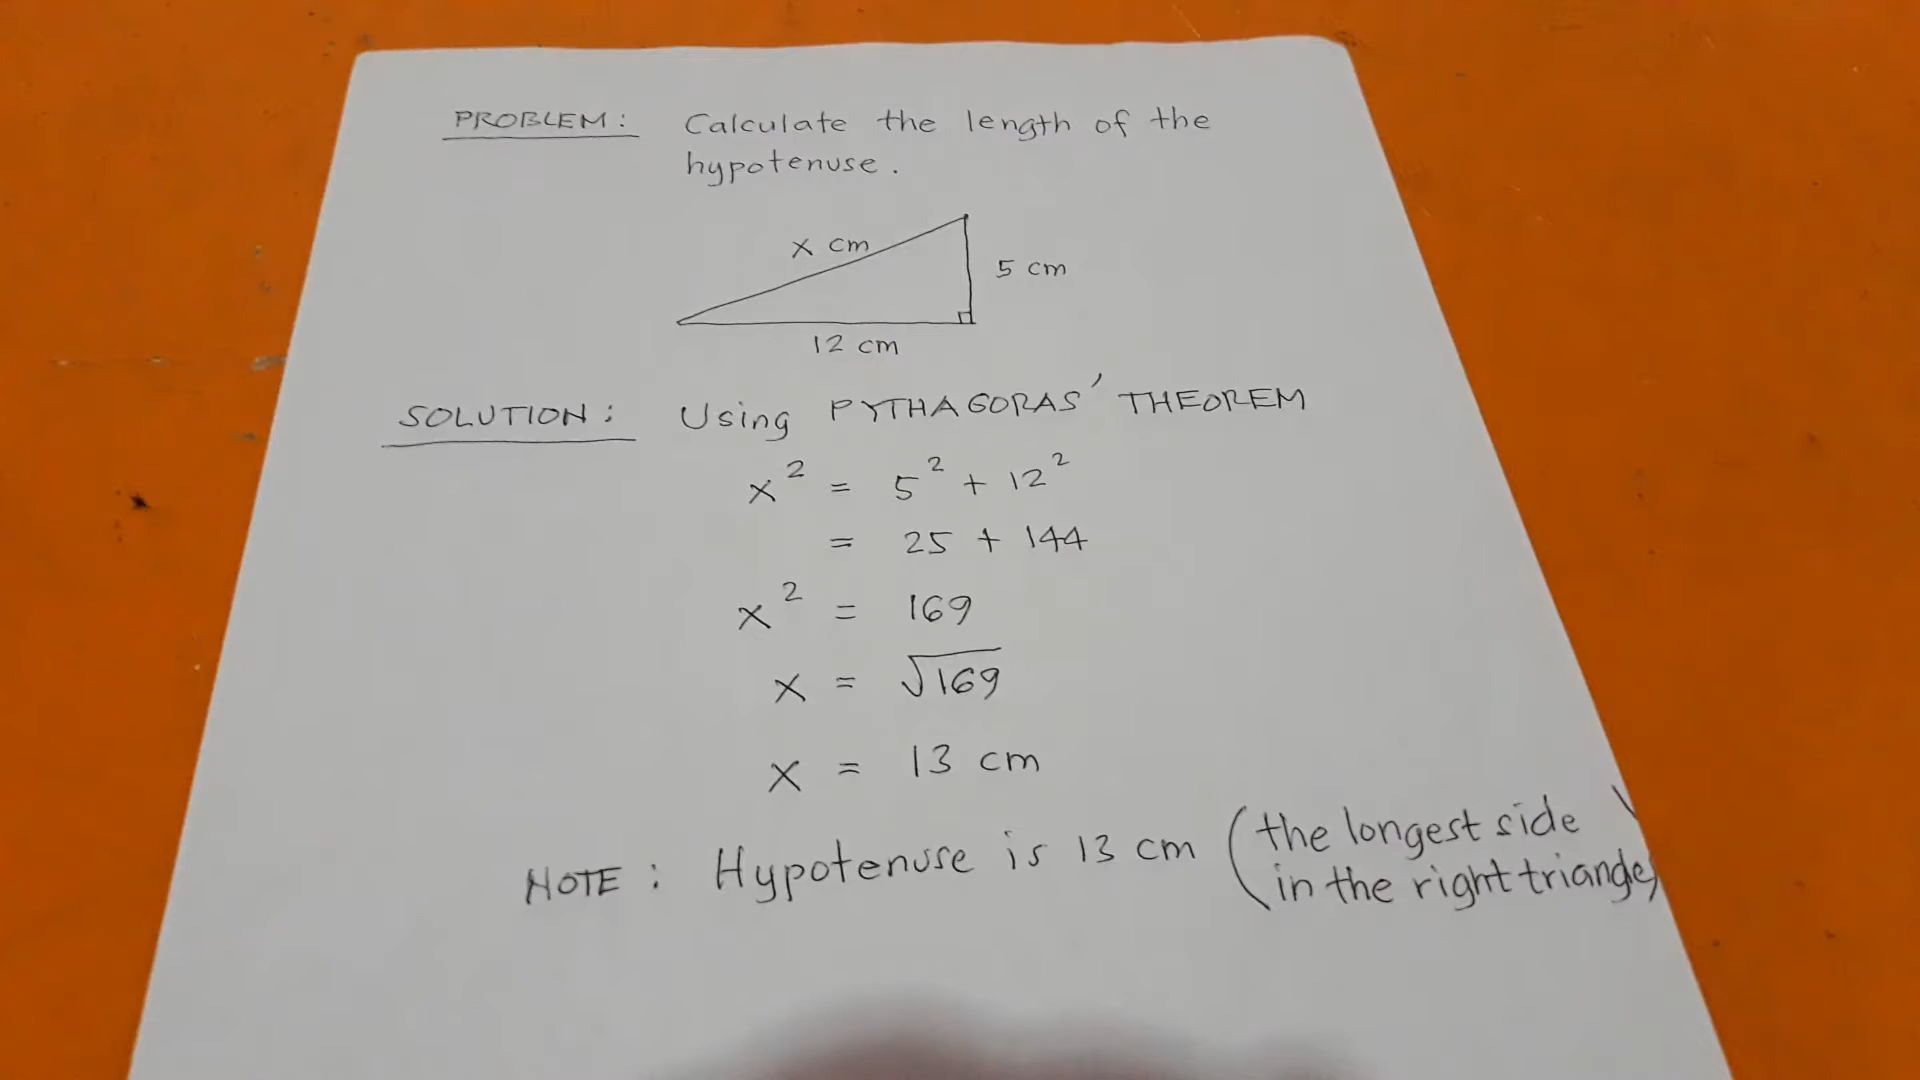 PROBLEM: Calculate the length of the
hypotenuse.
x cm
5 cm
12 cm
SOLUTION: Using PYTHAGORAS' THEOREM
x² = 5² + 12²
= 25 + 144
x² = 169
x = √169
x = 13 cm
NOTE: Hypotenuse is 13 cm (the longest side
in the right triangle)